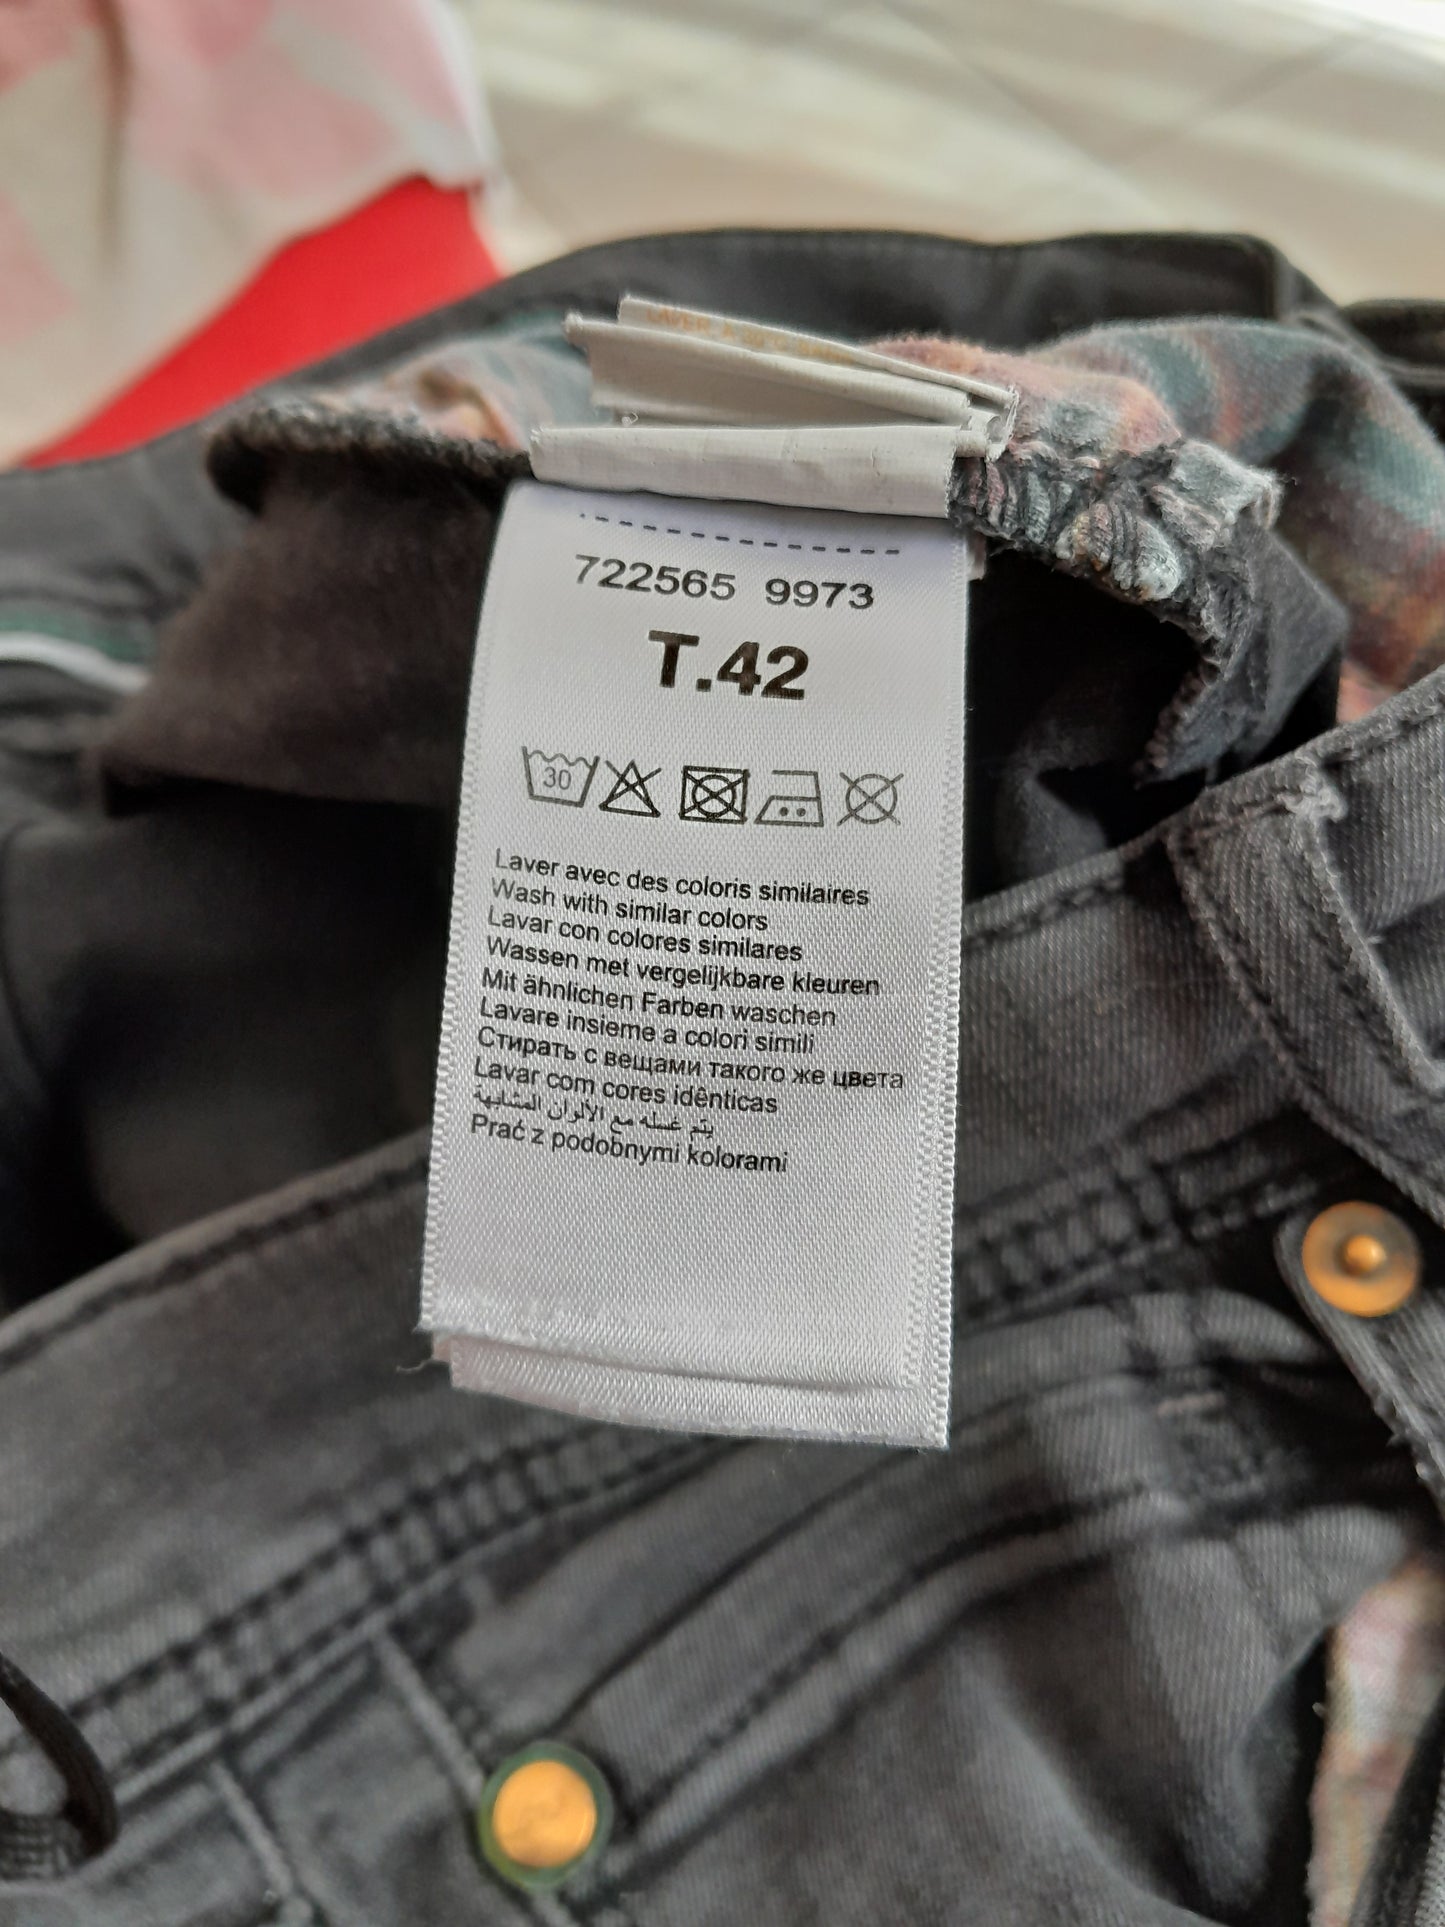 LAVER A 30°C
722565 9973
T.42
30
Laver avec des coloris similaires
Wash with similar colors
Lavar con colores similares
Wassen met vergelijkbare kleuren
Mit ähnlichen Farben waschen
Lavare insieme a colori simili
Стирать с вещами такого же цвета
Lavar com cores idênticas
يتم غسله مع الألوان المشابهة
Prać z podobnymi kolorami